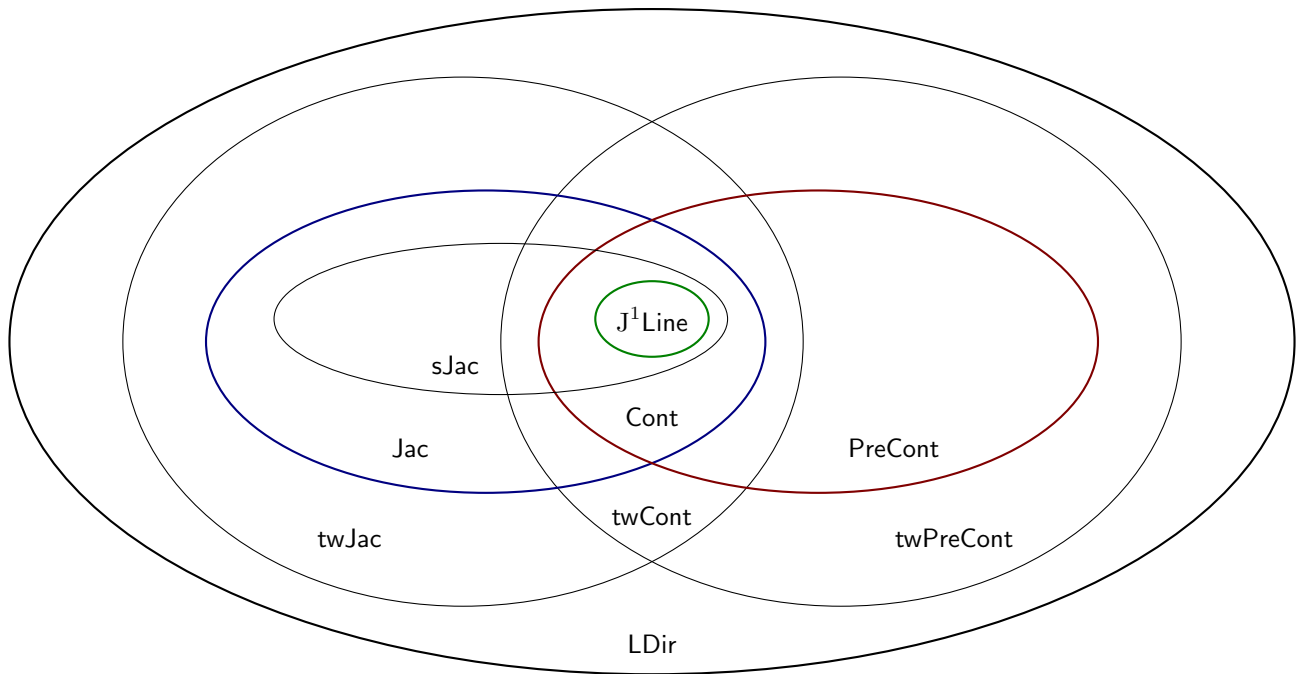 J¹Line
sJac
Cont
Jac
PreCont
twCont
twJac
twPreCont
LDir